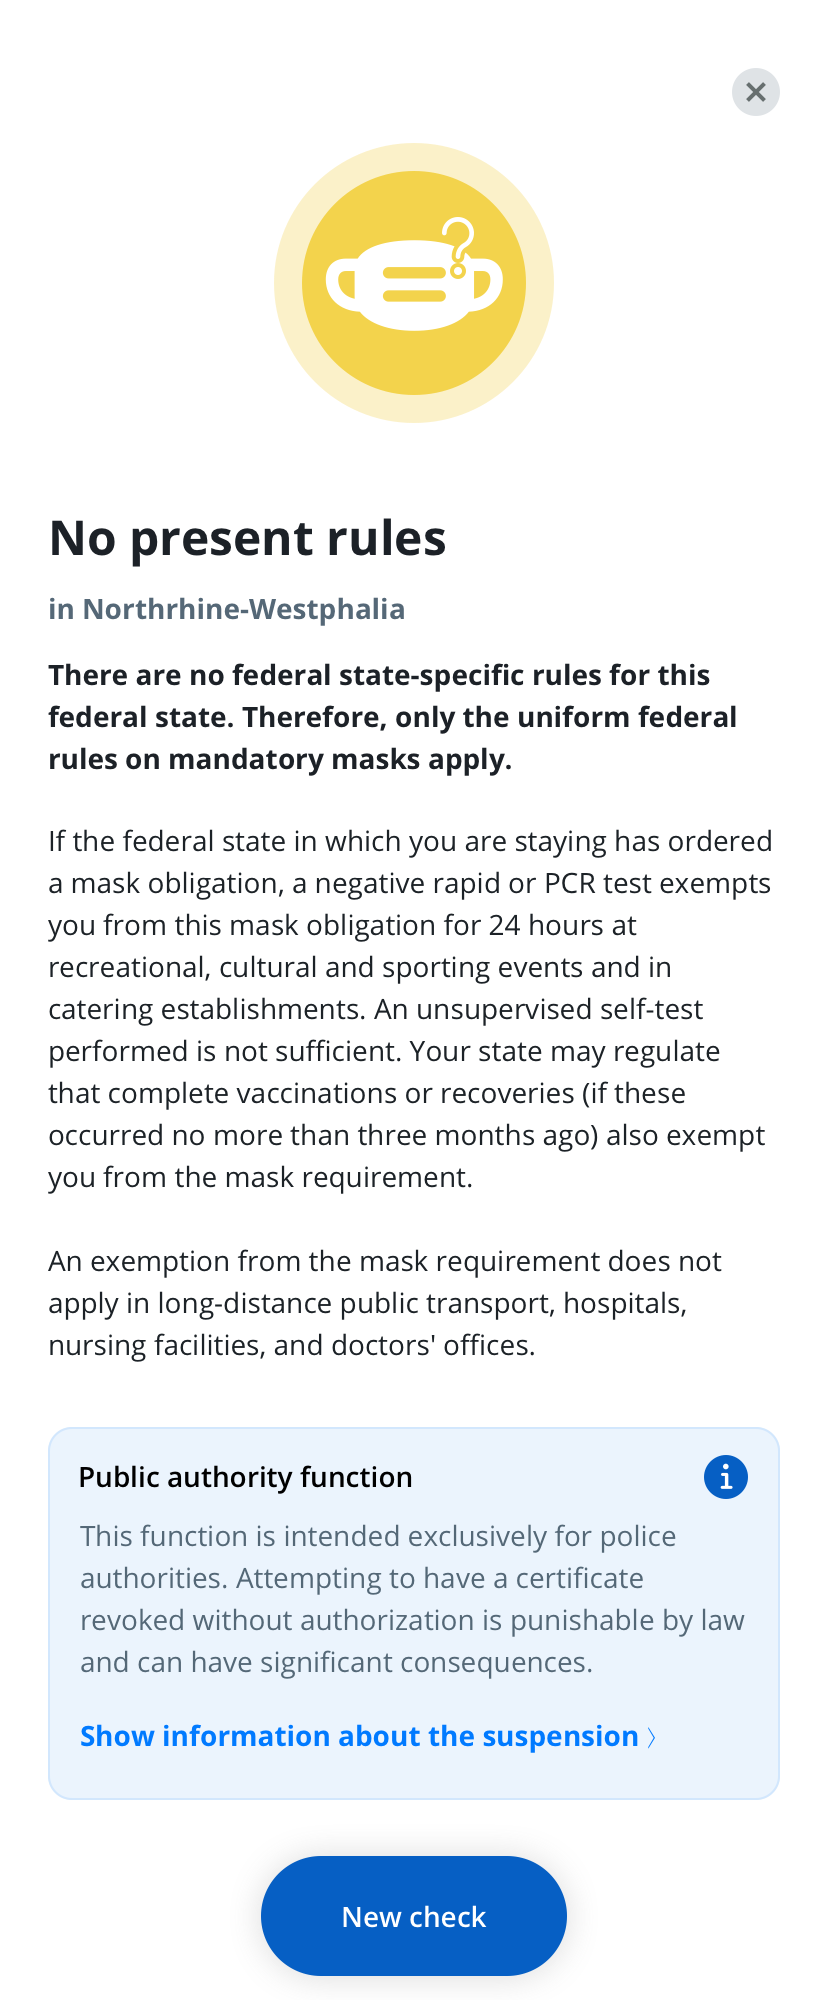 No present rules
in Northrhine-Westphalia
There are no federal state-specific rules for this
federal state. Therefore, only the uniform federal
rules on mandatory masks apply.
If the federal state in which you are staying has ordered
a mask obligation, a negative rapid or PCR test exempts
you from this mask obligation for 24 hours at
recreational, cultural and sporting events and in
catering establishments. An unsupervised self-test
performed is not sufficient. Your state may regulate
that complete vaccinations or recoveries (if these
occurred no more than three months ago) also exempt
you from the mask requirement.
An exemption from the mask requirement does not
apply in long-distance public transport, hospitals,
nursing facilities, and doctors' offices.
Public authority function
This function is intended exclusively for police
authorities. Attempting to have a certificate
revoked without authorization is punishable by law
and can have significant consequences.
Show information about the suspension
New check